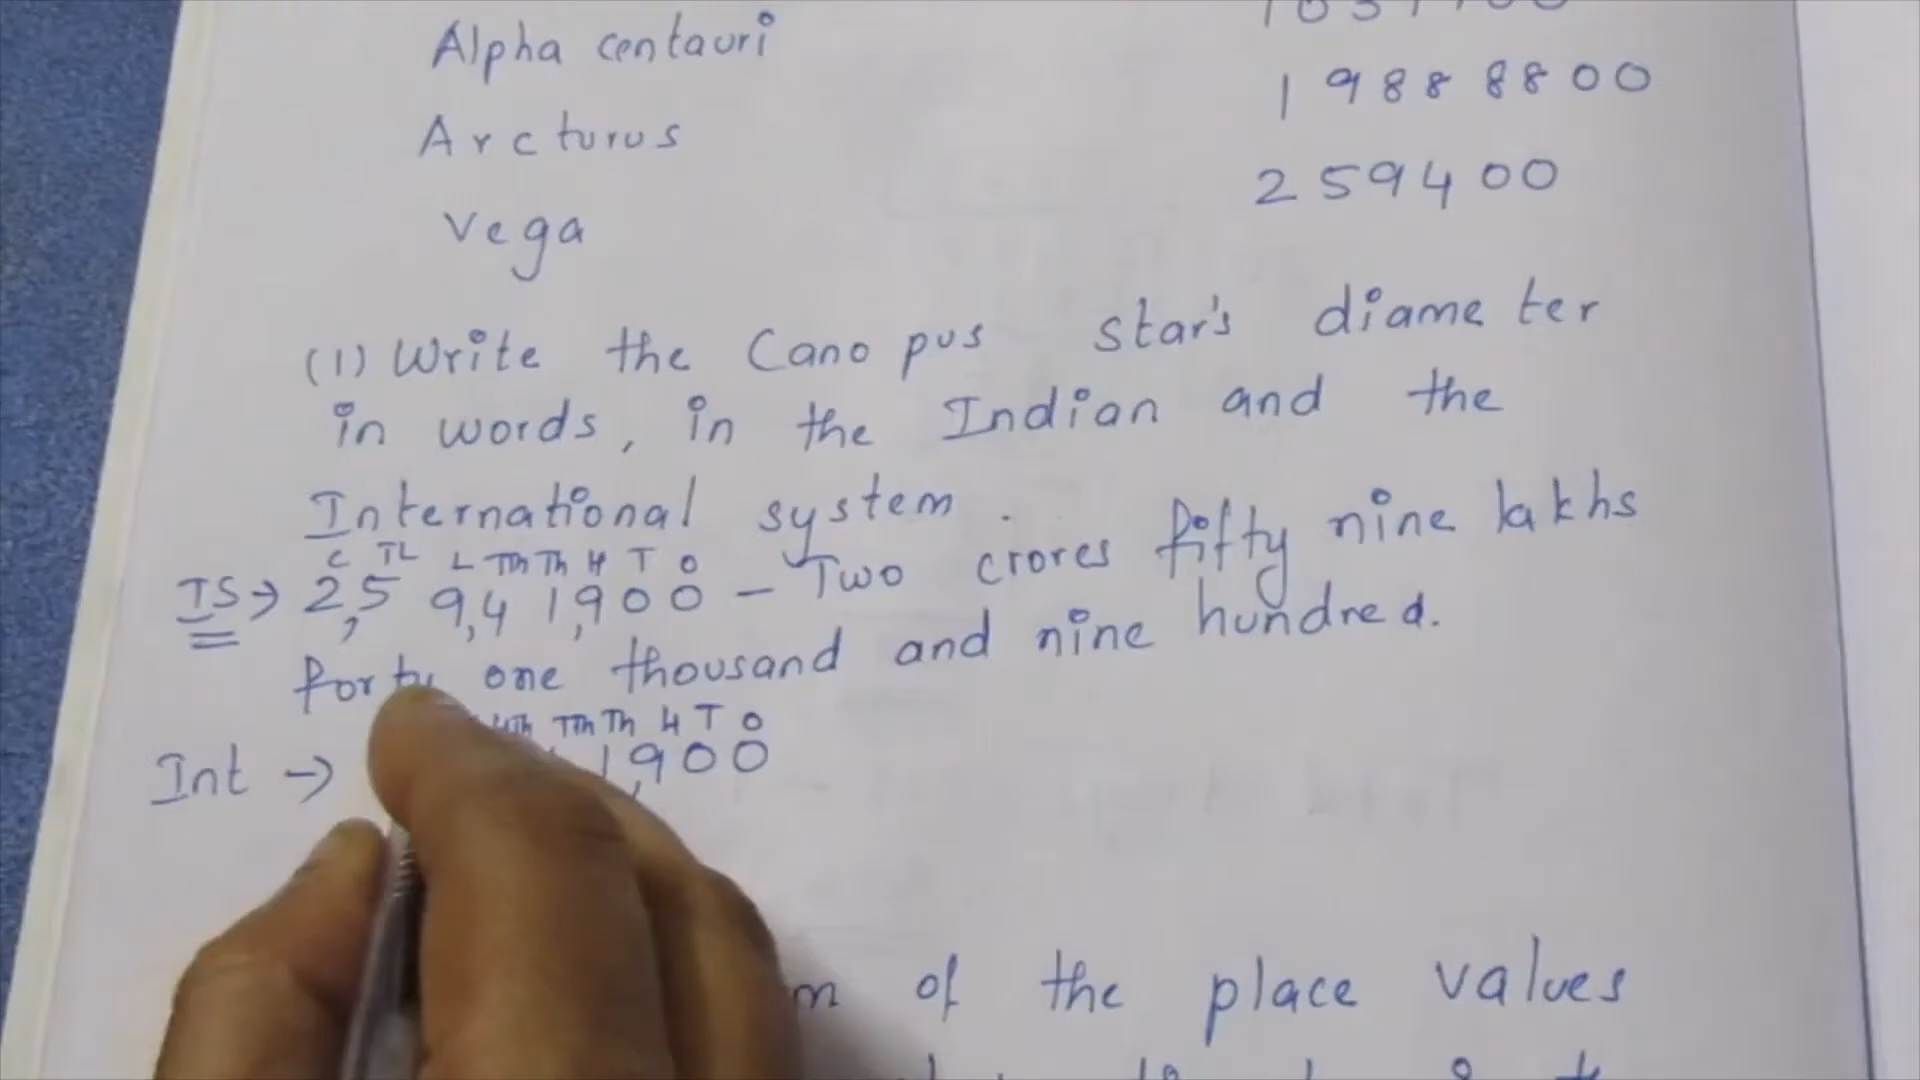 Alpha centauri
19888800
Arcturus
259400
Vega
(1) Write the Canopus star's diameter
in words, in the Indian and the
International system.
C TL L TTh Th H T O
IS → 2,59,41,900 - Two crores fifty nine lakhs
forty one thousand and nine hundred.
TTh Th H T O
Int → 1,900
of the place values